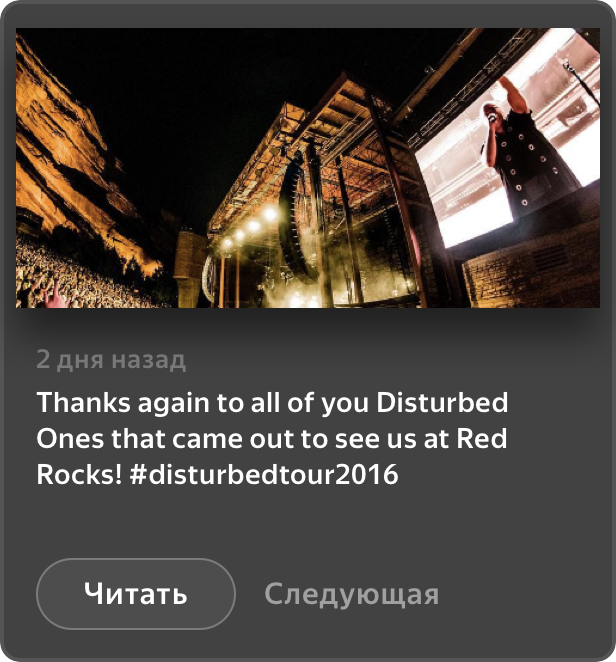 2 дня назад
Thanks again to all of you Disturbed
Ones that came out to see us at Red
Rocks! #disturbedtour2016
Читать
Следующая